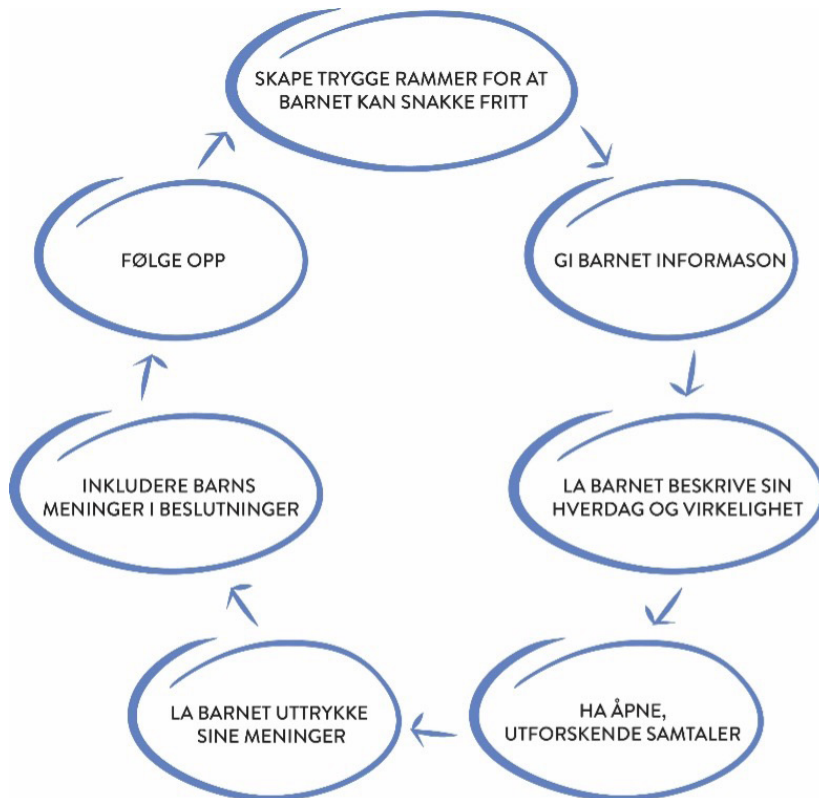 SKAPE TRYGGE RAMMER FOR AT
BARNET KAN SNAKKE FRITT
GI BARNET INFORMASON
LA BARNET BESKRIVE SIN
HVERDAG OG VIRKELIGHET
HA ÅPNE,
UTFORSKENDE SAMTALER
LA BARNET UTTRYKKE
SINE MENINGER
INKLUDERE BARNS
MENINGER I BESLUTNINGER
FØLGE OPP